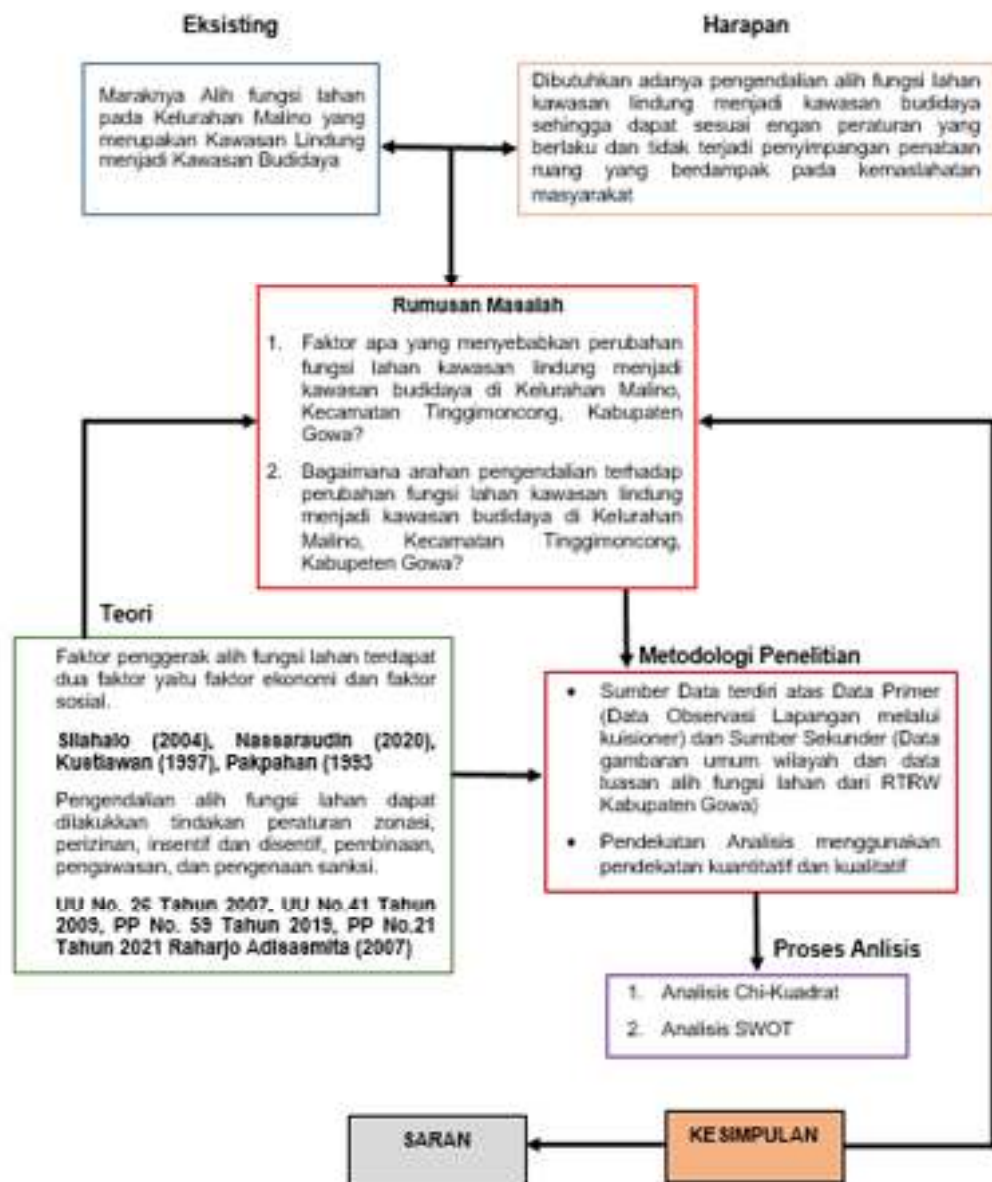 Eksisting
Harapan
Maraknya Alih fungsi lahan
pada Kelurahan Malino yang
merupakan Kawasan Lindung
menjadi Kawasan Budidaya
Dibutuhkan adanya pengendalian alih fungsi lahan
kawasan lindung menjadi kawasan budidaya
sehingga dapat sesuai engan peraturan yang
berlaku dan tidak terjadi penyimpangan penataan
ruang yang berdampak pada kemaslahatan
masyarakat
Rumusan Masalah
1. Faktor apa yang menyebabkan perubahan
fungsi lahan kawasan lindung menjadi
kawasan budidaya di Kelurahan Malino,
Kecamatan Tinggimoncong, Kabupaten
Gowa?
2. Bagaimana arahan pengendalian terhadap
perubahan fungsi lahan kawasan lindung
menjadi kawasan budidaya di Kelurahan
Malino, Kecamatan Tinggimoncong,
Kabupeten Gowa?
Teori
Faktor penggerak alih fungsi lahan terdapat
dua faktor yaitu faktor ekonomi dan faktor
sosial.
Silahalo (2004), Nassaraudin (2020),
Kustiawan (1997), Pakpahan (1993
Pengendalian alih fungsi lahan dapat
dilakukkan tindakan peraturan zonasi,
perizinan, insentif dan disentif, pembinaan,
pengawasan, dan pengenaan sanksi.
UU No. 26 Tahun 2007, UU No.41 Tahun
2009, PP No. 59 Tahun 2019, PP No.21
Tahun 2021 Raharjo Adisasmita (2007)
Metodologi Penelitian
• Sumber Data terdiri atas Data Primer
(Data Observasi Lapangan melalui
kuisioner) dan Sumber Sekunder (Data
gambaran umum wilayah dan data
luasan alih fungsi lahan dari RTRW
Kabupaten Gowa)
• Pendekatan Analisis menggunakan
pendekatan kuantitatif dan kualitatif
Proses Anlisis
1. Analisis Chi-Kuadrat
2. Analisis SWOT
SARAN
KESIMPULAN